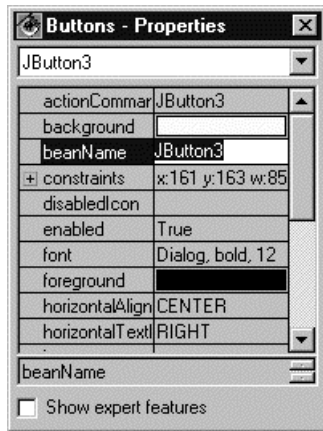 Buttons - Properties
JButton3
actionCommar JButton3
background
beanName JButton3
constraints x:161 y:163 w:85
disabledIcon
enabled True
font Dialog, bold, 12
foreground
horizontalAlign CENTER
horizontalTextl RIGHT
beanName
Show expert features